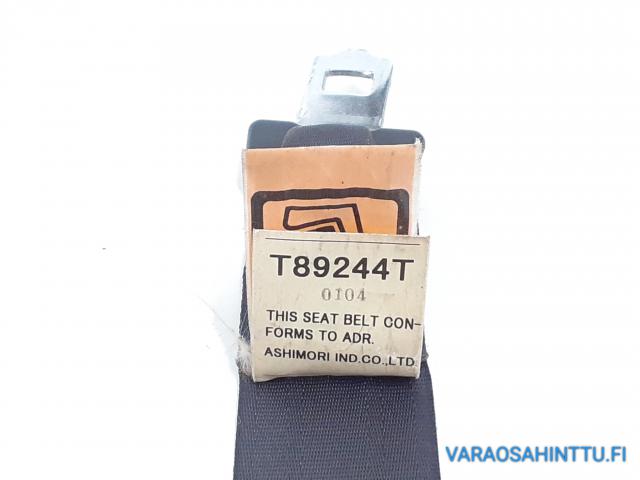 T89244T
0104
THIS SEAT BELT CON-
FORMS TO ADR.
ASHIMORI IND.CO.,LTD
VARAOSAHINTTU.FI